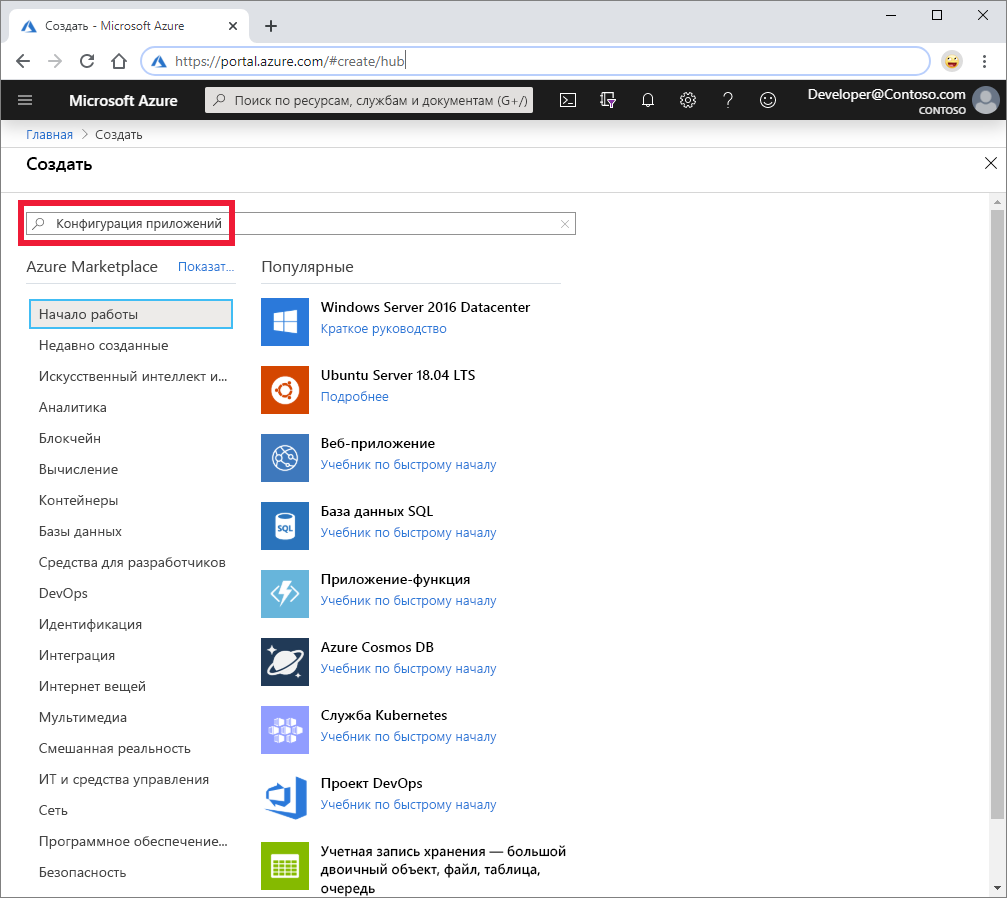 Создать - Microsoft Azure
https://portal.azure.com/#create/hub
Microsoft Azure
Поиск по ресурсам, службам и документам (G+/)
Developer@Contoso.com
CONTOSO
Главная > Создать
Создать
Конфигурация приложений
Azure Marketplace
Показат...
Популярные
Начало работы
Недавно созданные
Искусственный интеллект и...
Аналитика
Блокчейн
Вычисление
Контейнеры
Базы данных
Средства для разработчиков
DevOps
Идентификация
Интеграция
Интернет вещей
Мультимедиа
Смешанная реальность
ИТ и средства управления
Сеть
Программное обеспечение...
Безопасность
Windows Server 2016 Datacenter
Краткое руководство
Ubuntu Server 18.04 LTS
Подробнее
Веб-приложение
Учебник по быстрому началу
SQL
База данных SQL
Учебник по быстрому началу
Приложение-функция
Учебник по быстрому началу
Azure Cosmos DB
Учебник по быстрому началу
Служба Kubernetes
Учебник по быстрому началу
Проект DevOps
Учебник по быстрому началу
Учетная запись хранения — большой
двоичный объект, файл, таблица,
очередь